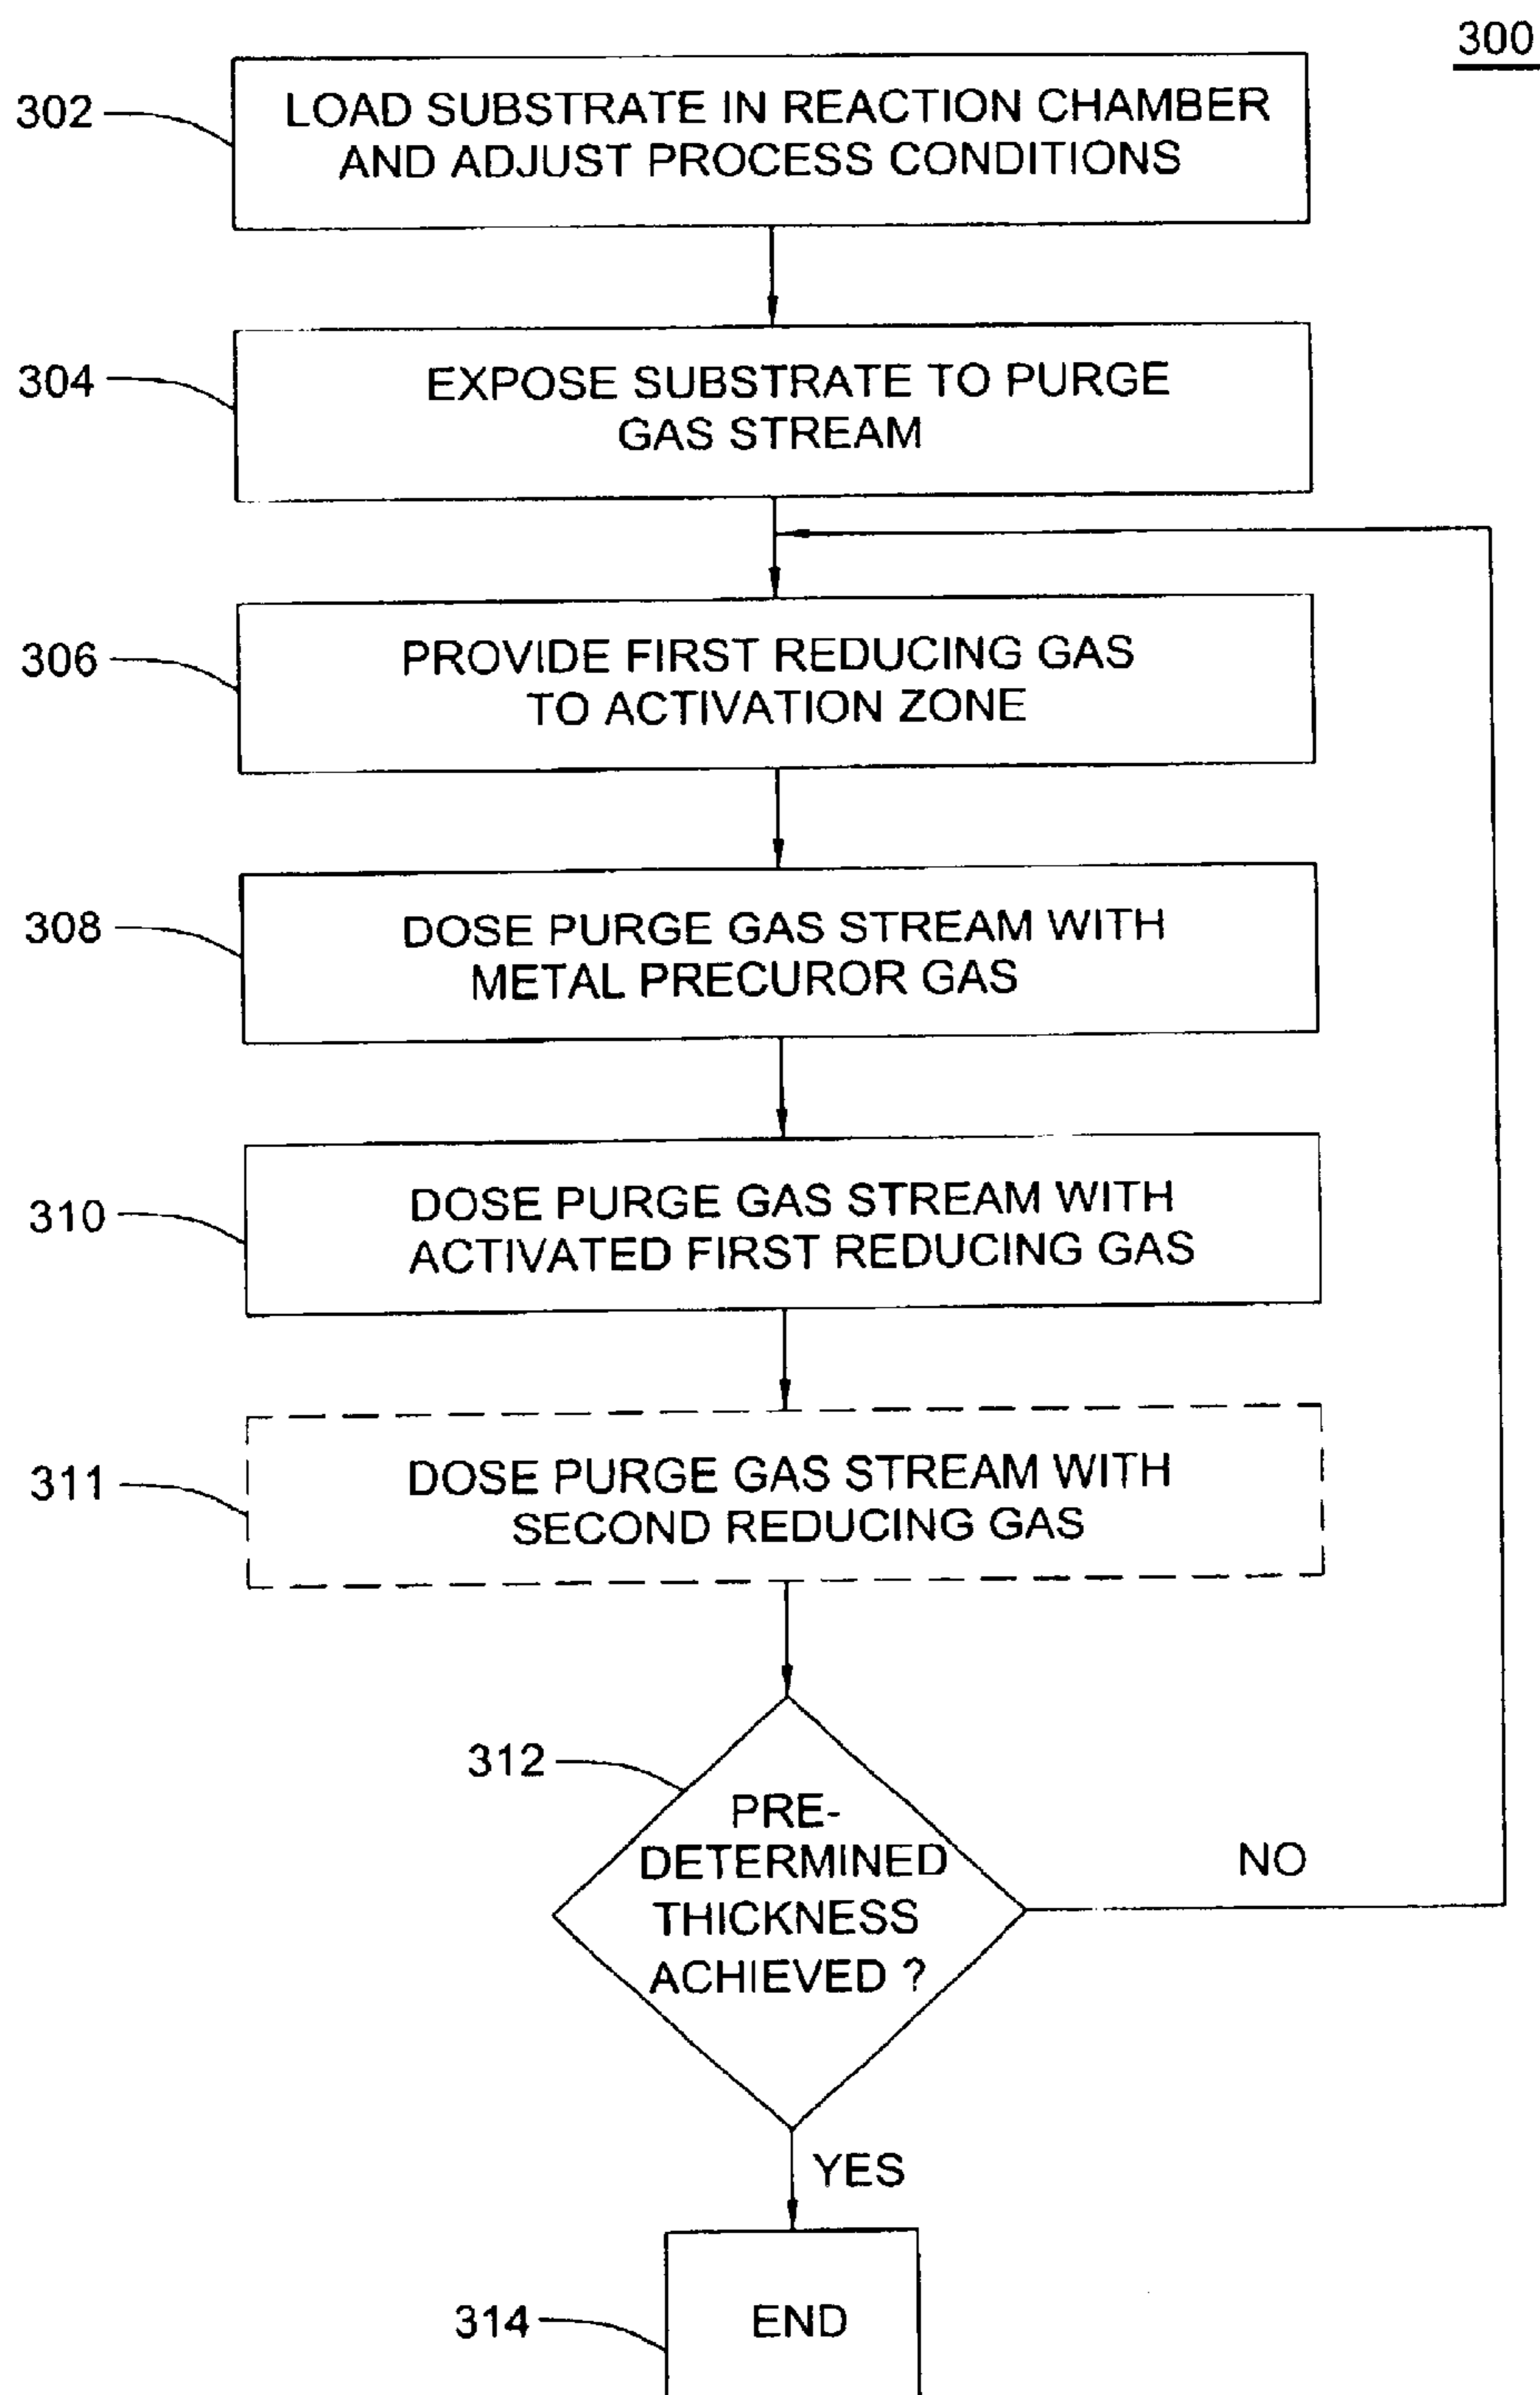 300
302
LOAD SUBSTRATE IN REACTION CHAMBER
AND ADJUST PROCESS CONDITIONS
304
EXPOSE SUBSTRATE TO PURGE
GAS STREAM
306
PROVIDE FIRST REDUCING GAS
TO ACTIVATION ZONE
308
DOSE PURGE GAS STREAM WITH
METAL PRECUROR GAS
310
DOSE PURGE GAS STREAM WITH
ACTIVATED FIRST REDUCING GAS
311
DOSE PURGE GAS STREAM WITH
SECOND REDUCING GAS
312
PRE-
DETERMINED
THICKNESS
ACHIEVED ?
NO
YES
314
END